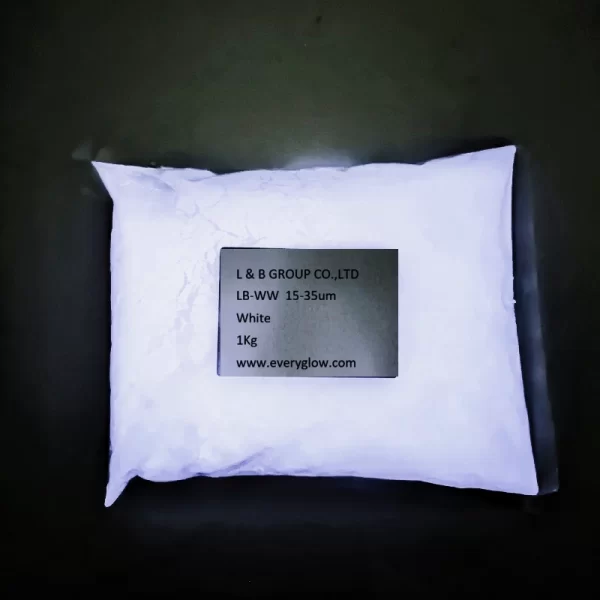 L & B GROUP CO.,LTD
LB-WW 15-35um
White
1Kg
www.everyglow.com